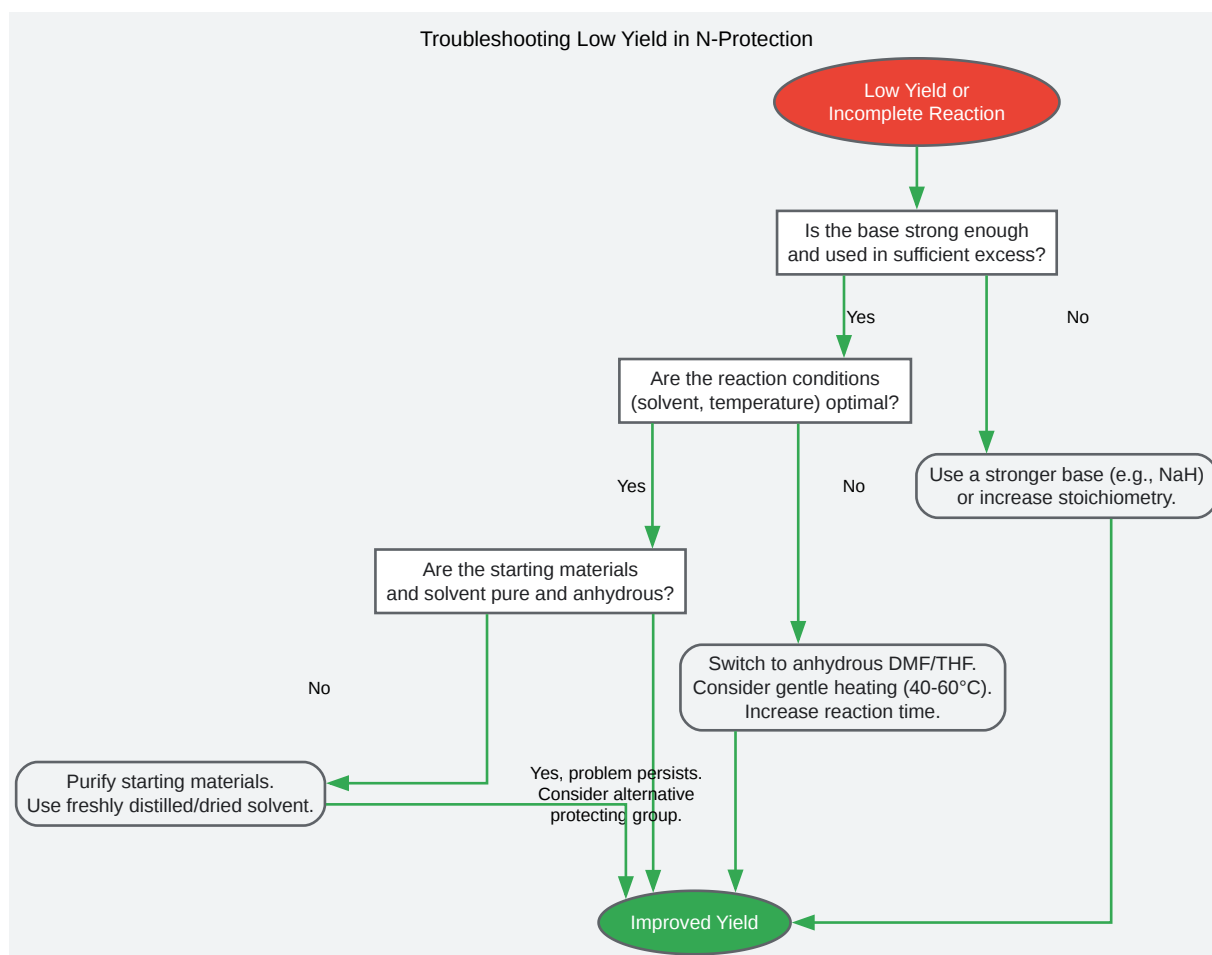 Troubleshooting Low Yield in N-Protection
Low Yield or
Incomplete Reaction
Is the base strong enough
and used in sufficient excess?
Yes
No
Are the reaction conditions
(solvent, temperature) optimal?
Use a stronger base (e.g., NaH)
or increase stoichiometry.
Yes
No
Are the starting materials
and solvent pure and anhydrous?
Switch to anhydrous DMF/THF.
Consider gentle heating (40-60°C).
Increase reaction time.
No
Purify starting materials.
Use freshly distilled/dried solvent.
Yes, problem persists.
Consider alternative
protecting group.
Improved Yield